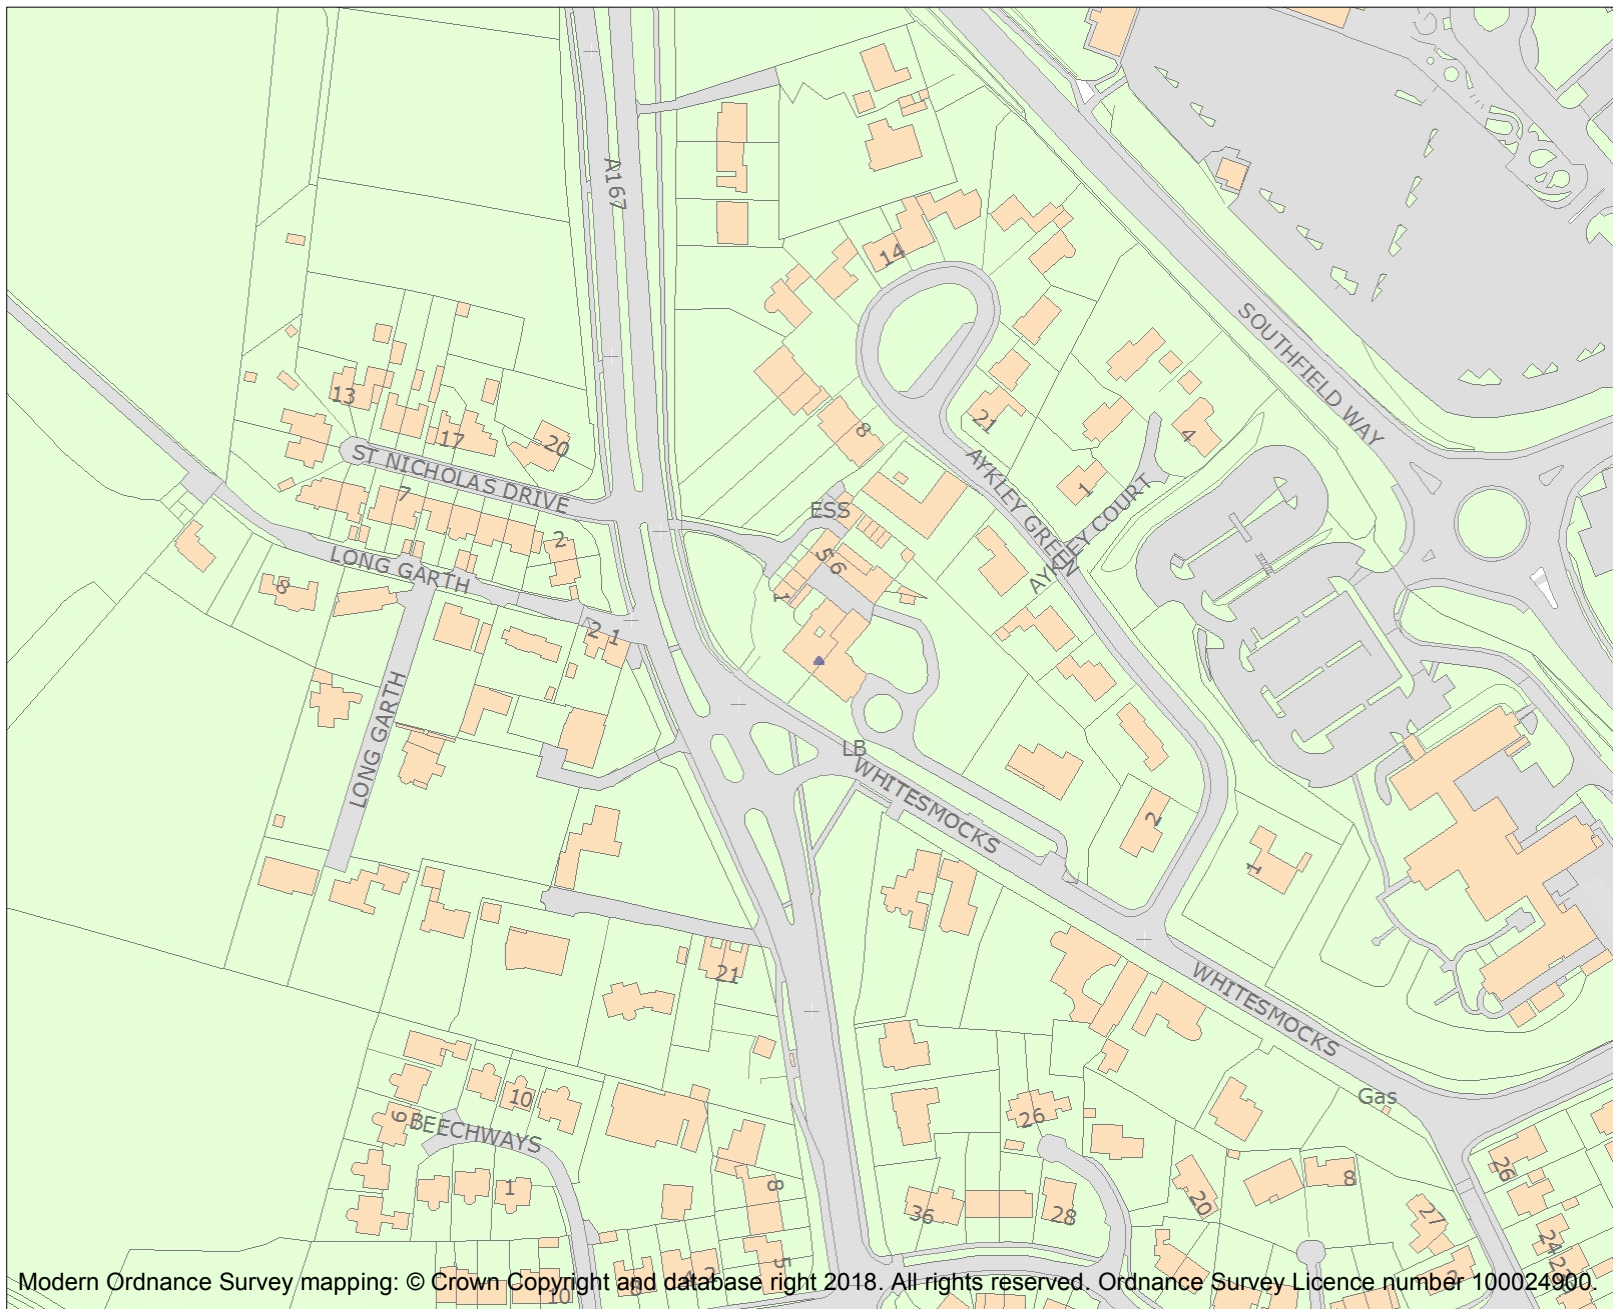 A167
14
SOUTHFIELD WAY
13
17
20
21
8
4
ST NICHOLAS DRIVE
7
AYKLEY GREEN
1
AYKLEY COURT
ESS
2
56
LONG GARTH
8
1
2 1
LONG GARTH
LB
WHITESMOCKS
2
1
21
WHITESMOCKS
Gas
10
9
BEECHWAYS
26
1
8
36
28
20
8
26
27
5
Modern Ordnance Survey mapping: © Crown Copyright and database right 2018. All rights reserved. Ordnance Survey Licence number 100024900.